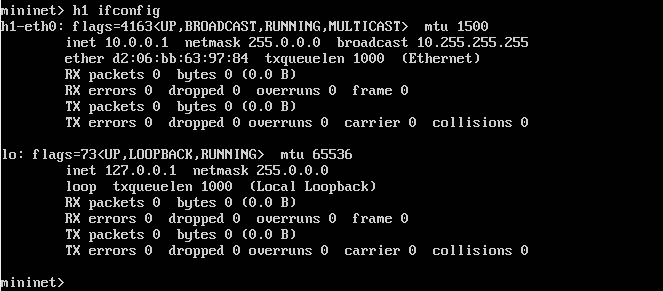 mininet> h1 ifconfig
h1-eth0: flags=4163<UP,BROADCAST,RUNNING,MULTICAST>  mtu 1500
        inet 10.0.0.1  netmask 255.0.0.0  broadcast 10.255.255.255
        ether d2:06:bb:63:97:84  txqueuelen 1000  (Ethernet)
        RX packets 0  bytes 0 (0.0 B)
        RX errors 0  dropped 0  overruns 0  frame 0
        TX packets 0  bytes 0 (0.0 B)
        TX errors 0  dropped 0 overruns 0  carrier 0  collisions 0

lo: flags=73<UP,LOOPBACK,RUNNING>  mtu 65536
        inet 127.0.0.1  netmask 255.0.0.0
        loop  txqueuelen 1000  (Local Loopback)
        RX packets 0  bytes 0 (0.0 B)
        RX errors 0  dropped 0  overruns 0  frame 0
        TX packets 0  bytes 0 (0.0 B)
        TX errors 0  dropped 0 overruns 0  carrier 0  collisions 0

mininet>